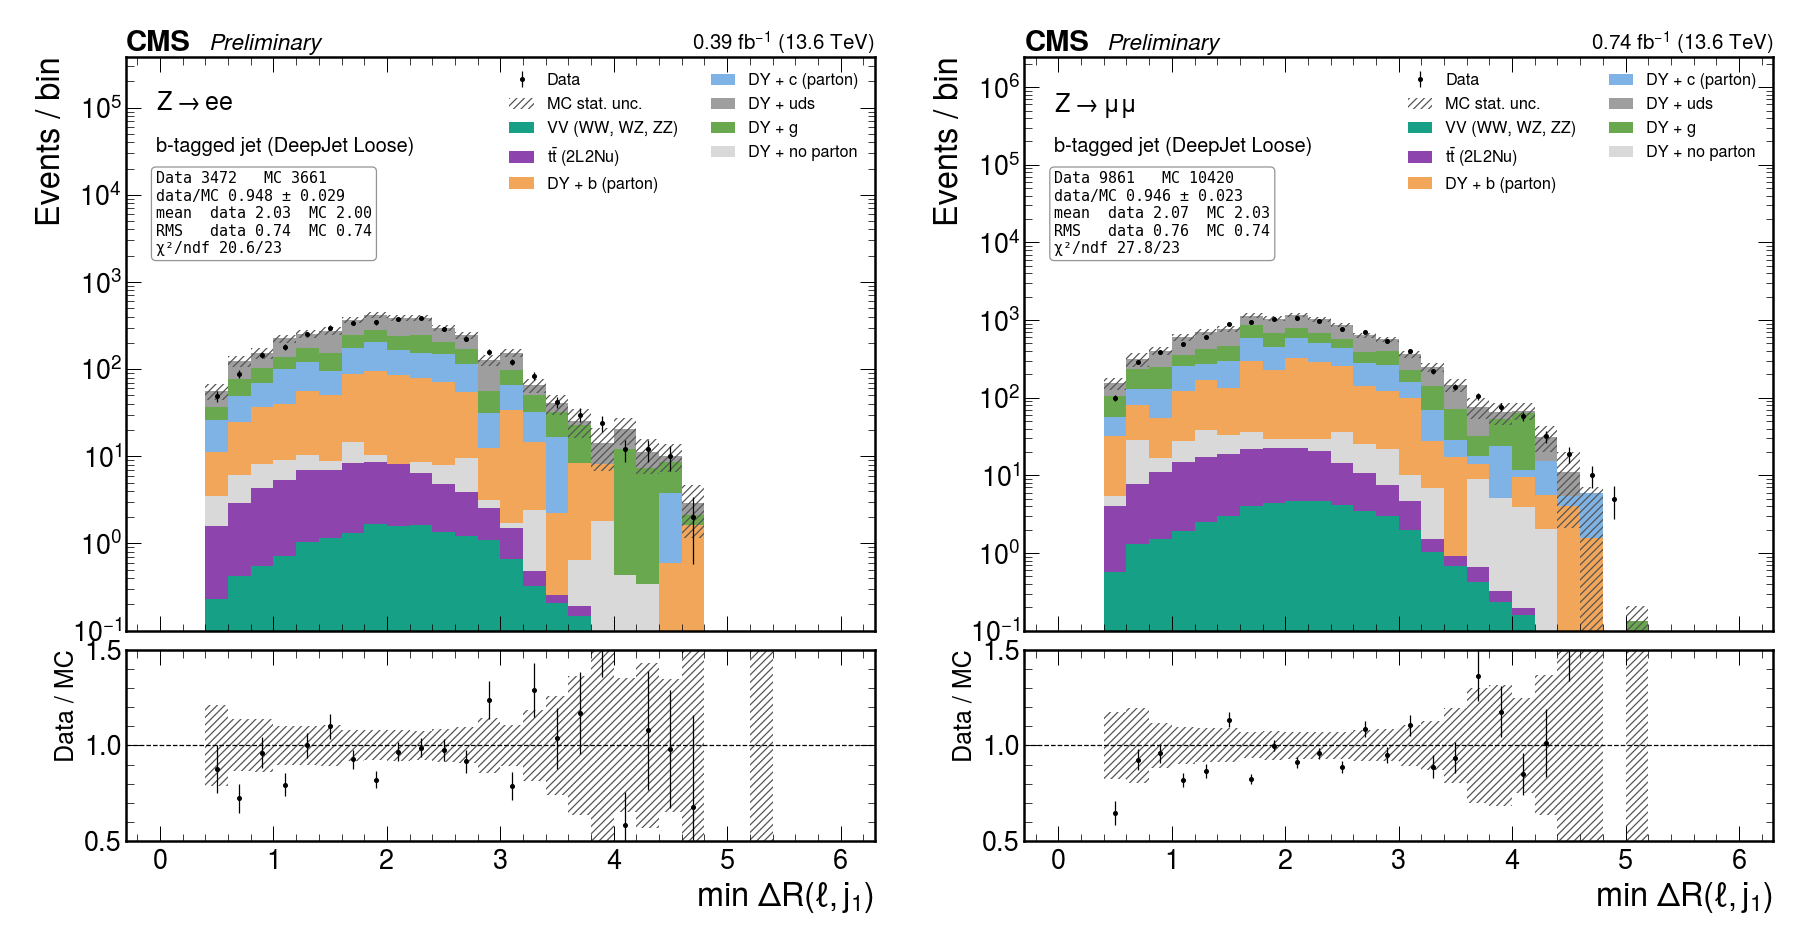 CMS Preliminary 0.39 fb⁻¹ (13.6 TeV)
Events / bin
Z → ee
b-tagged jet (DeepJet Loose)
Data 3472 MC 3661
data/MC 0.948 ± 0.029
mean data 2.03 MC 2.00
RMS data 0.74 MC 0.74
χ²/ndf 20.6/23
Data
MC stat. unc.
VV (WW, WZ, ZZ)
tt̄ (2L2Nu)
DY + b (parton)
DY + c (parton)
DY + uds
DY + g
DY + no parton
10⁵
10⁴
10³
10²
10¹
10⁰
10⁻¹
Data / MC
1.5
1.0
0.5
0 1 2 3 4 5 6
min ΔR(ℓ, j₁)
CMS Preliminary 0.74 fb⁻¹ (13.6 TeV)
Events / bin
Z → μμ
b-tagged jet (DeepJet Loose)
Data 9861 MC 10420
data/MC 0.946 ± 0.023
mean data 2.07 MC 2.03
RMS data 0.76 MC 0.74
χ²/ndf 27.8/23
Data
MC stat. unc.
VV (WW, WZ, ZZ)
tt̄ (2L2Nu)
DY + b (parton)
DY + c (parton)
DY + uds
DY + g
DY + no parton
10⁶
10⁵
10⁴
10³
10²
10¹
10⁰
10⁻¹
Data / MC
1.5
1.0
0.5
0 1 2 3 4 5 6
min ΔR(ℓ, j₁)